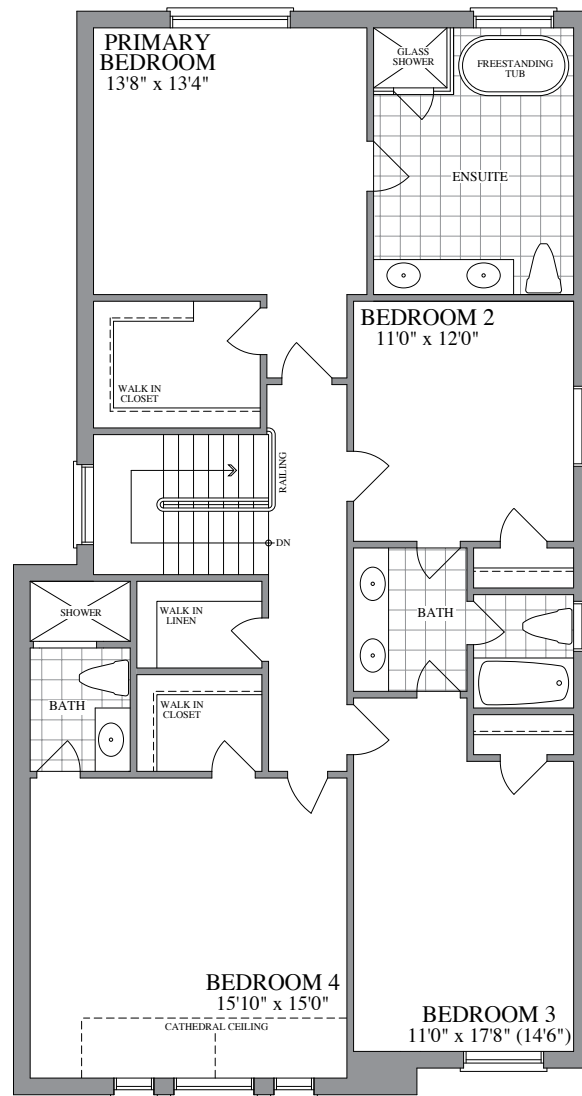 PRIMARY
BEDROOM
13'8" x 13'4"
GLASS
SHOWER
FREESTANDING
TUB
ENSUITE
BEDROOM 2
11'0" x 12'0"
WALK IN
CLOSET
RAILING
DN
SHOWER
WALK IN
LINEN
BATH
BATH
WALK IN
CLOSET
BEDROOM 4
15'10" x 15'0"
CATHEDRAL CEILING
BEDROOM 3
11'0" x 17'8" (14'6")